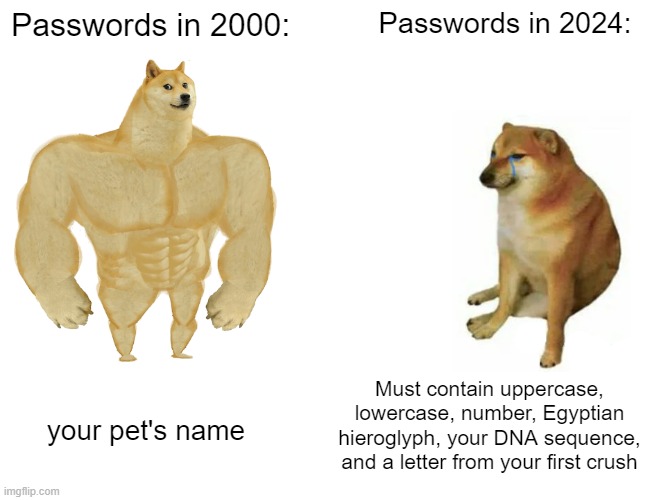 Passwords in 2000:
Passwords in 2024:
your pet's name
Must contain uppercase,
lowercase, number, Egyptian
hieroglyph, your DNA sequence,
and a letter from your first crush
imgflip.com